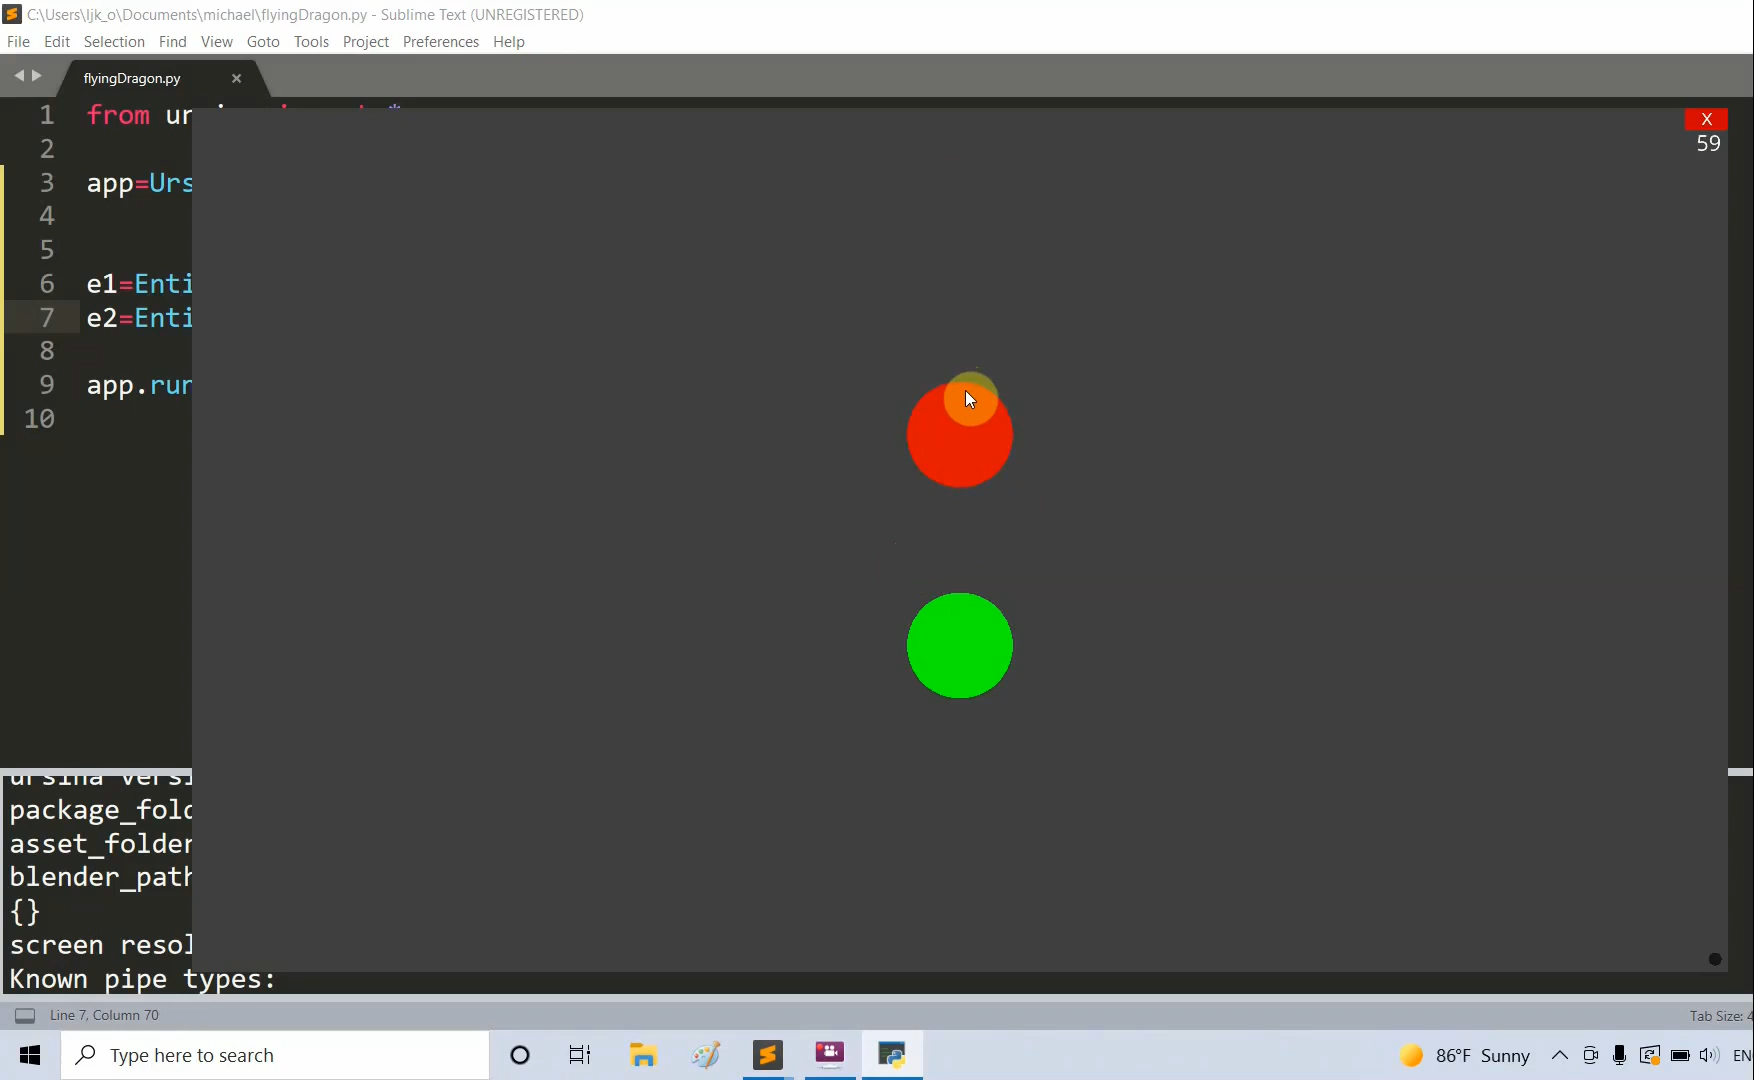 C:\Users\ljk_o\Documents\michael\flyingDragon.py - Sublime Text (UNREGISTERED)
File Edit Selection Find View Goto Tools Project Preferences Help
flyingDragon.py
1 from ur *
2
3 app=Urs
4
5
6 e1=Enti
7 e2=Enti
8
9 app.run
10
X
59
ursina versi
package_fold
asset_folder
blender_path
{}
screen resol
Known pipe types:
Line 7, Column 70
Tab Size: 4
Type here to search
86°F Sunny
EN